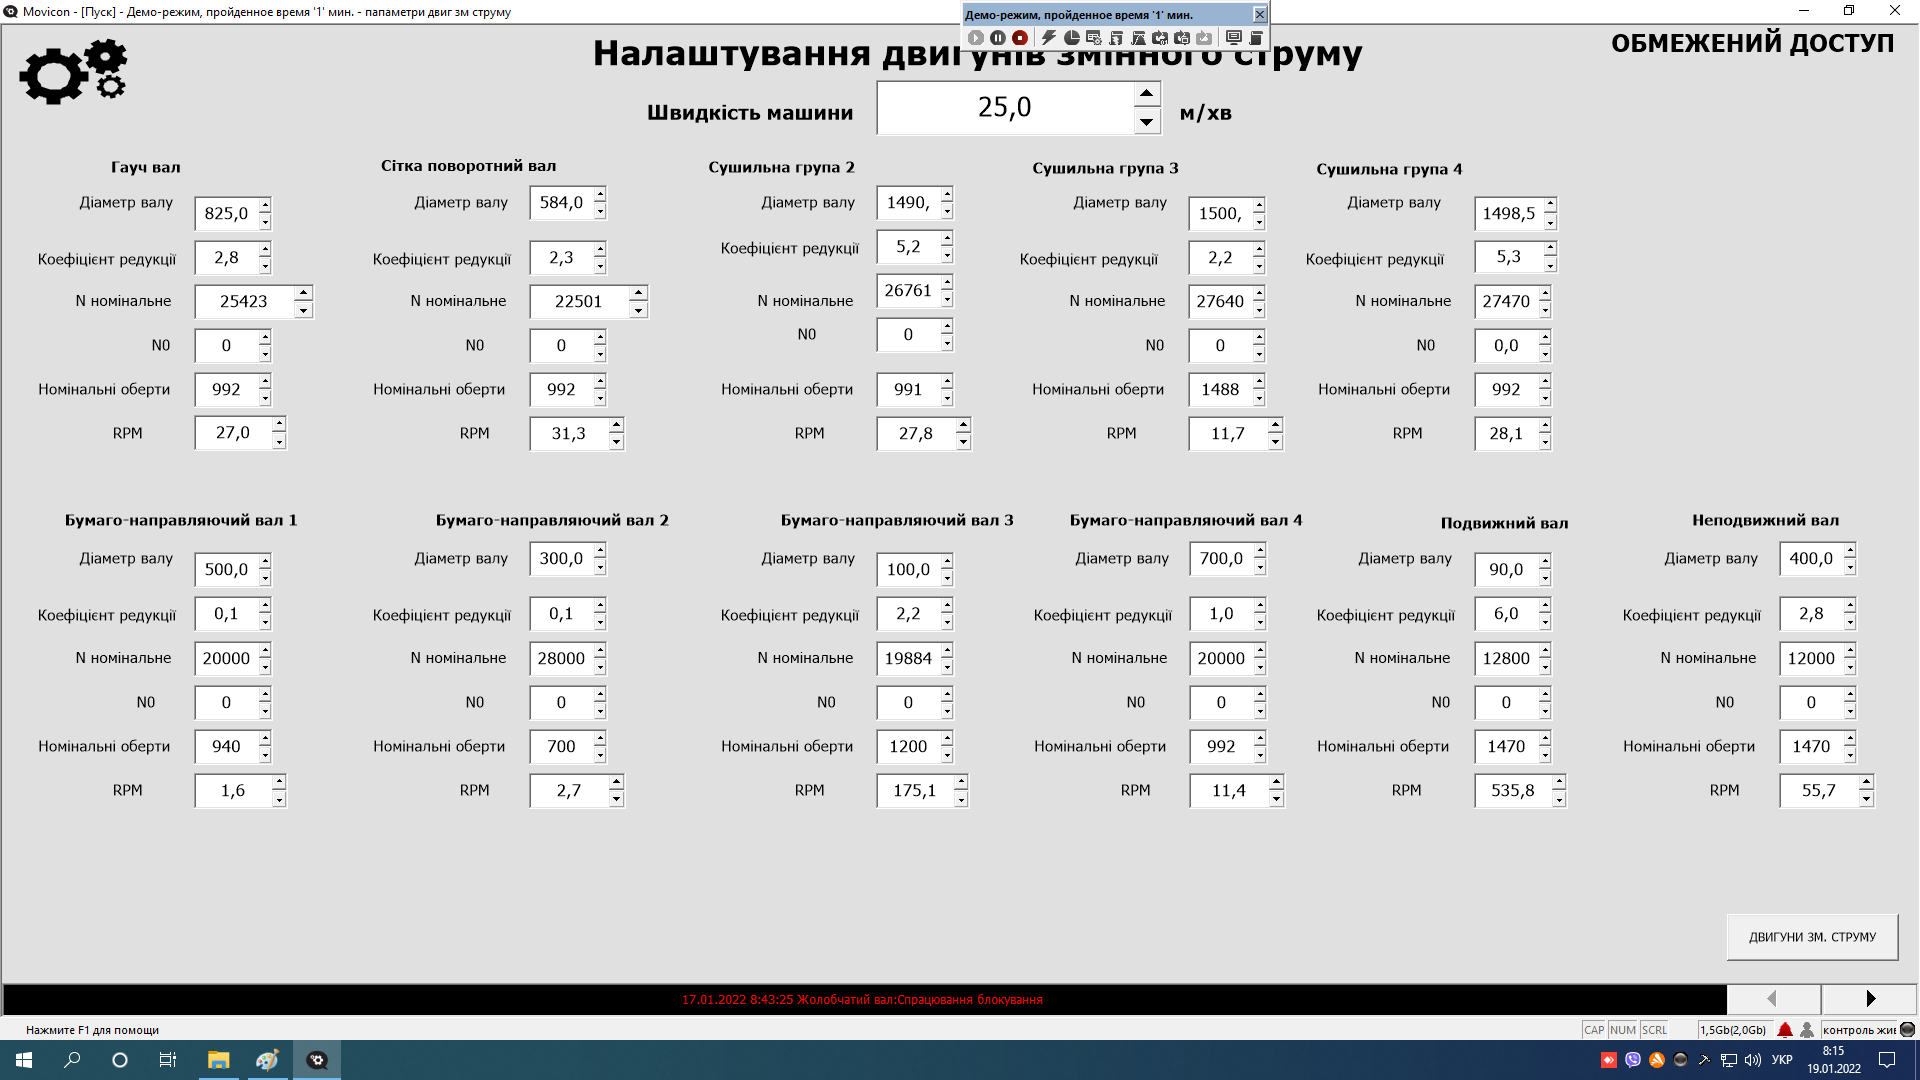 Movicon - [Пуск] - Демо-режим, пройденное время '1' мин. - папаметри двиг зм струму
Демо-режим, пройденное время '1' мин.
Налаштування двигунів змінного струму
ОБМЕЖЕНИЙ ДОСТУП
Швидкість машини 25,0 м/хв
Гауч вал
Діаметр валу 825,0
Коефіцієнт редукції 2,8
N номінальне 25423
N0 0
Номінальні оберти 992
RPM 27,0
Сітка поворотний вал
Діаметр валу 584,0
Коефіцієнт редукції 2,3
N номінальне 22501
N0 0
Номінальні оберти 992
RPM 31,3
Сушильна група 2
Діаметр валу 1490,
Коефіцієнт редукції 5,2
N номінальне 26761
N0 0
Номінальні оберти 991
RPM 27,8
Сушильна група 3
Діаметр валу 1500,
Коефіцієнт редукції 2,2
N номінальне 27640
N0 0
Номінальні оберти 1488
RPM 11,7
Сушильна група 4
Діаметр валу 1498,5
Коефіцієнт редукції 5,3
N номінальне 27470
N0 0,0
Номінальні оберти 992
RPM 28,1
Бумаго-направляючий вал 1
Діаметр валу 500,0
Коефіцієнт редукції 0,1
N номінальне 20000
N0 0
Номінальні оберти 940
RPM 1,6
Бумаго-направляючий вал 2
Діаметр валу 300,0
Коефіцієнт редукції 0,1
N номінальне 28000
N0 0
Номінальні оберти 700
RPM 2,7
Бумаго-направляючий вал 3
Діаметр валу 100,0
Коефіцієнт редукції 2,2
N номінальне 19884
N0 0
Номінальні оберти 1200
RPM 175,1
Бумаго-направляючий вал 4
Діаметр валу 700,0
Коефіцієнт редукції 1,0
N номінальне 20000
N0 0
Номінальні оберти 992
RPM 11,4
Подвижний вал
Діаметр валу 90,0
Коефіцієнт редукції 6,0
N номінальне 12800
N0 0
Номінальні оберти 1470
RPM 535,8
Неподвижний вал
Діаметр валу 400,0
Коефіцієнт редукції 2,8
N номінальне 12000
N0 0
Номінальні оберти 1470
RPM 55,7
ДВИГУНИ ЗМ. СТРУМУ
17.01.2022 8:43:25 Жолобчатий вал:Спрацювання блокування
Нажмите F1 для помощи
CAP NUM SCRL 1,5Gb(2,0Gb) контроль жив
УКР
8:15
19.01.2022